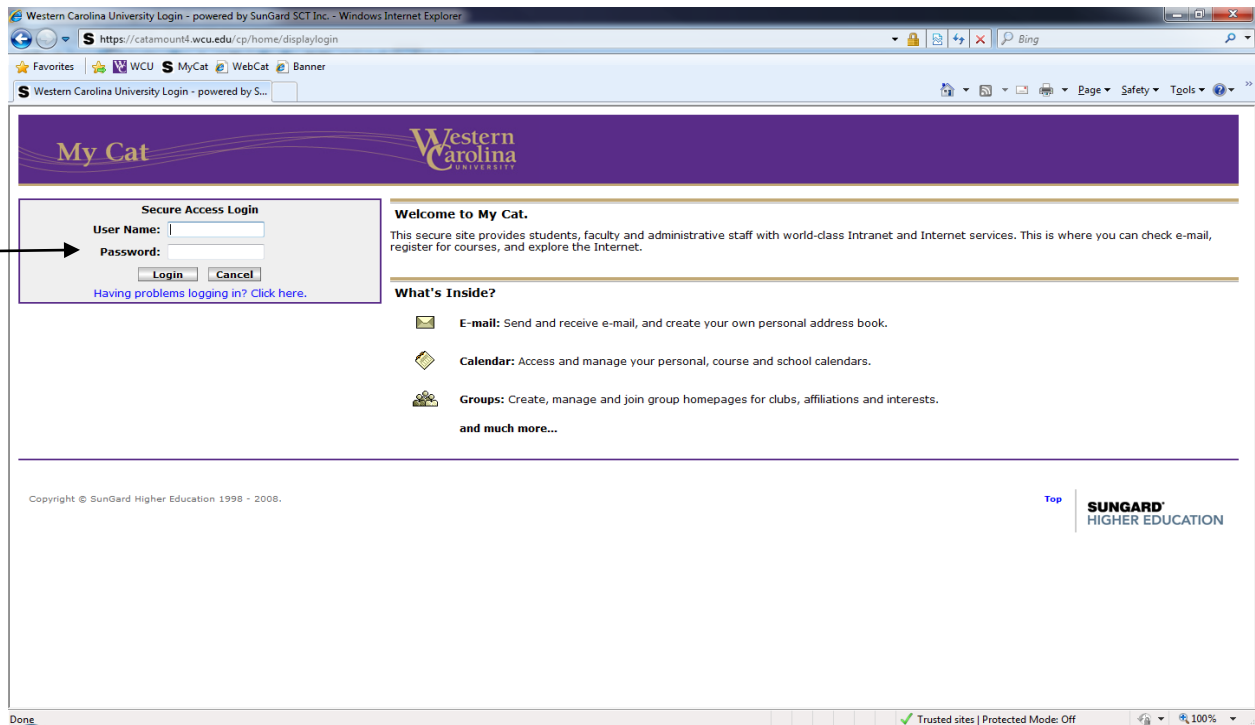 Western Carolina University Login - powered by SunGard SCT Inc. - Windows Internet Explorer
https://catamount4.wcu.edu/cp/home/displaylogin
Bing
Favorites WCU MyCat WebCat Banner
Western Carolina University Login - powered by S...
Page Safety Tools
My Cat
Western Carolina UNIVERSITY
Secure Access Login
User Name:
Password:
Login Cancel
Having problems logging in? Click here.
Welcome to My Cat.
This secure site provides students, faculty and administrative staff with world-class Intranet and Internet services. This is where you can check e-mail,
register for courses, and explore the Internet.
What's Inside?
E-mail: Send and receive e-mail, and create your own personal address book.
Calendar: Access and manage your personal, course and school calendars.
Groups: Create, manage and join group homepages for clubs, affiliations and interests.
and much more...
Copyright © SunGard Higher Education 1998 - 2008.
Top
SUNGARD'
HIGHER EDUCATION
Done
Trusted sites | Protected Mode: Off
100%